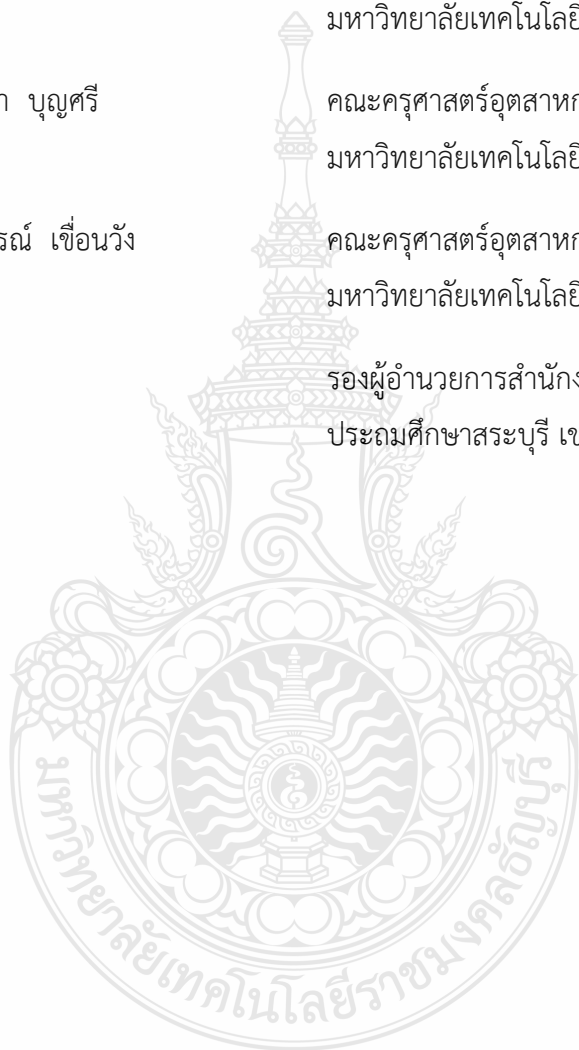 มหาวิทยาลัยเทคโนโลยี
า บุญศรี คณะครุศาสตร์อุตสาหก
มหาวิทยาลัยเทคโนโลยี
รณ์ เขื่อนวัง คณะครุศาสตร์อุตสาหก
มหาวิทยาลัยเทคโนโลยี
รองผู้อำนวยการสำนักง
ประถมศึกษาสระบุรี เข
มหาวิทยาลัยเทคโนโลยีราชมงคลธัญบุรี